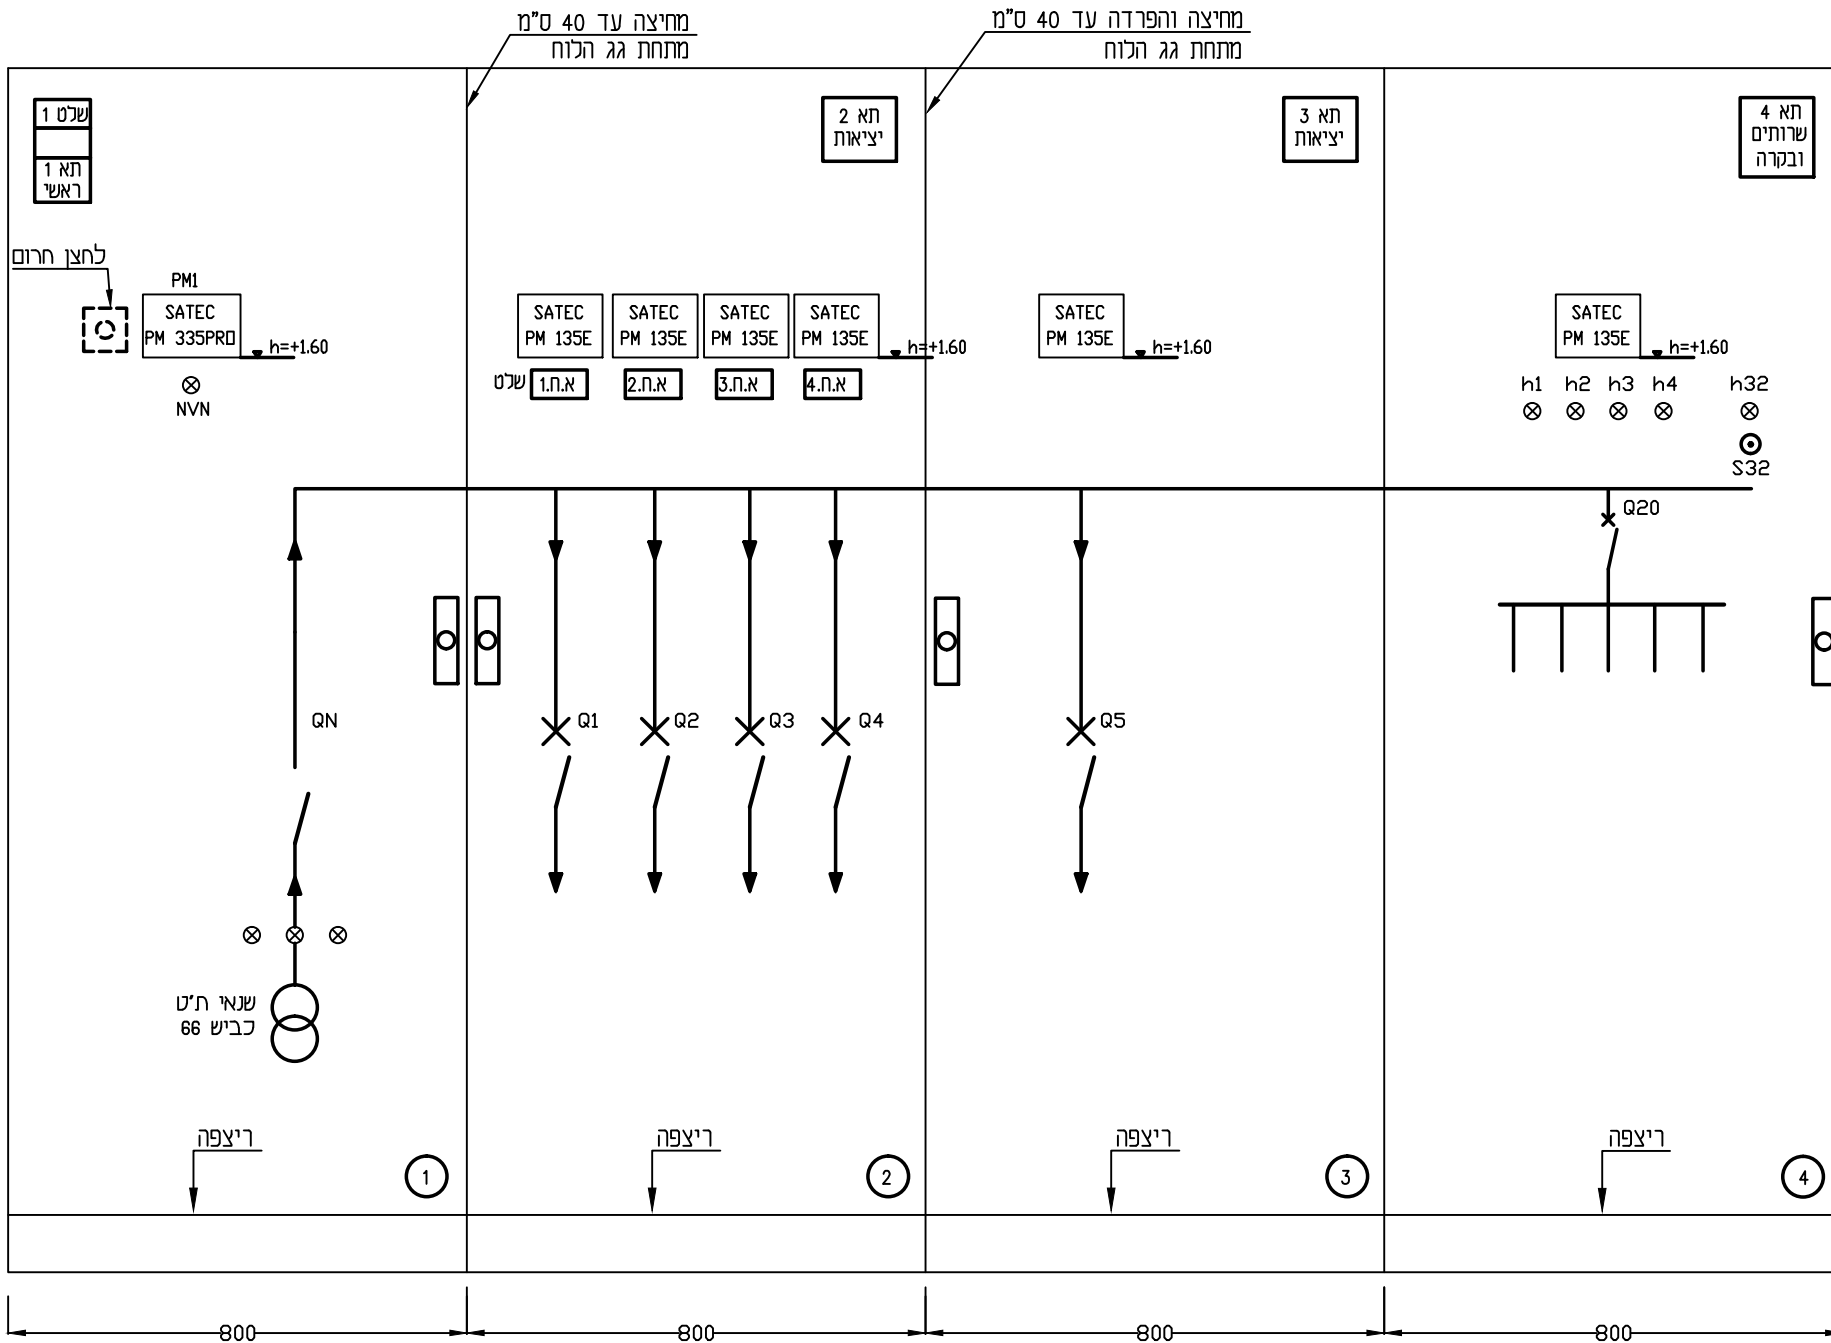 מחיצה עד 40 ס"מ
מתחת גג הלוח
מחיצה והפרדה עד 40 ס"מ
מתחת גג הלוח
שלט 1
תא 1
ראשי
תא 2
יציאות
תא 3
יציאות
תא 4
שרותים
ובקרה
לחצן חרום
PM1
SATEC
PM 335PRO
h=+1.60
NVN
SATEC
PM 135E
SATEC
PM 135E
SATEC
PM 135E
SATEC
PM 135E
h=+1.60
שלט
א.ח.1
א.ח.2
א.ח.3
א.ח.4
SATEC
PM 135E
h=+1.60
SATEC
PM 135E
h=+1.60
h1 h2 h3 h4 h32
S32
Q20
QN
Q1
Q2
Q3
Q4
Q5
שנאי ח'ט
כביש 66
ריצפה
1
ריצפה
2
ריצפה
3
ריצפה
4
800
800
800
800